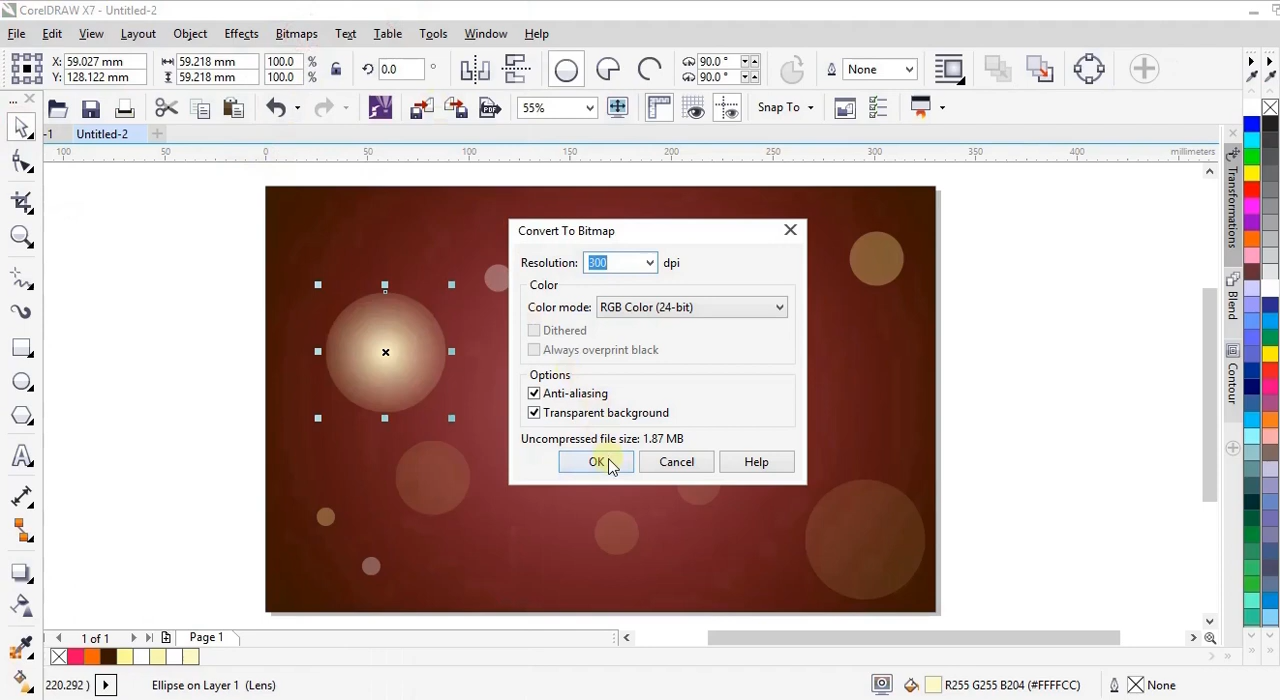 CorelDRAW X7 - Untitled-2
File Edit View Layout Object Effects Bitmaps Text Table Tools Window Help
X: 59.027 mm 59.218 mm 100.0 % 0.0 ° 90.0 ° None
Y: 128.122 mm 59.218 mm 100.0 % 90.0 °
55% PDF Snap To
-1 Untitled-2
100 50 0 50 100 150 200 250 300 350 400 millimeters
Convert To Bitmap
Resolution: 300 dpi
Color
Color mode: RGB Color (24-bit)
Dithered
Always overprint black
Options
Anti-aliasing
Transparent background
Uncompressed file size: 1.87 MB
OK Cancel Help
Transformations
Blend
Contour
1 of 1 Page 1
220.292 ) Ellipse on Layer 1 (Lens) R255 G255 B204 (#FFFFCC) None